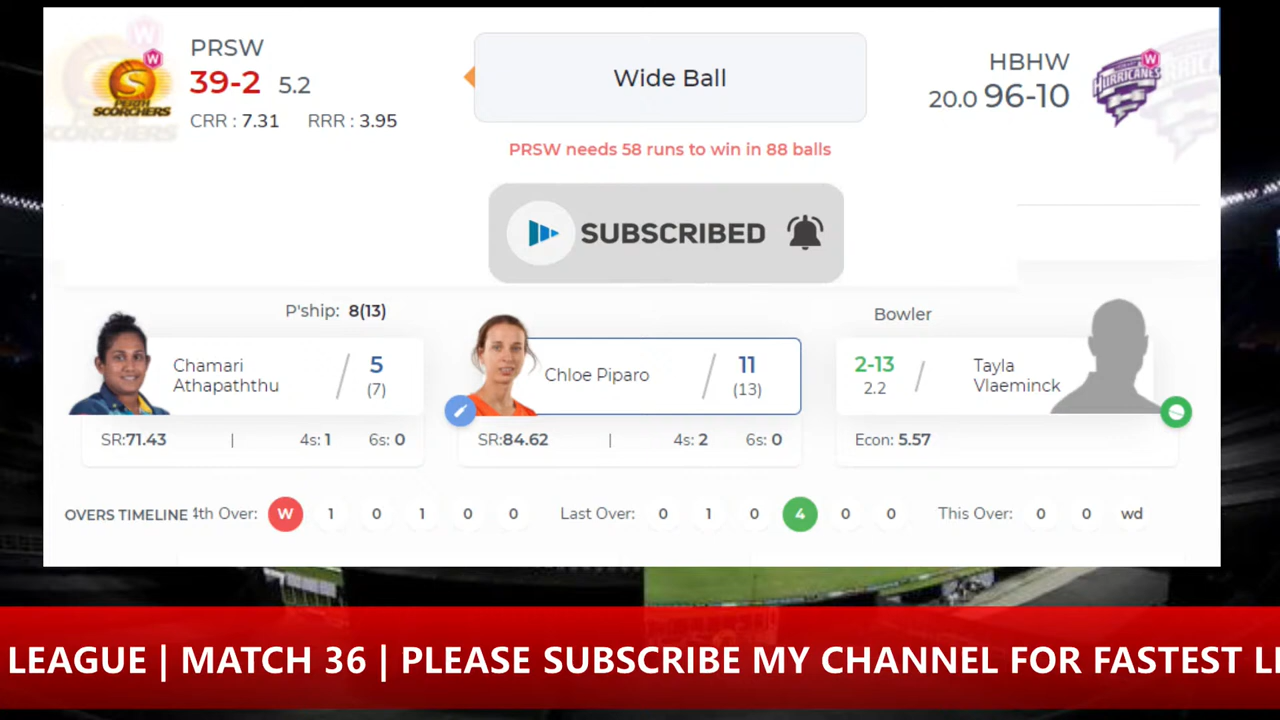 PRSW
39-2 5.2
CRR : 7.31 RRR : 3.95
Wide Ball
HBHW
20.0 96-10
PERTH
SCORCHERS
HURRICANES
W
W
PRSW needs 58 runs to win in 88 balls
SUBSCRIBED
P'ship: 8(13)
Bowler
Chamari
Athapaththu
5
(7)
Chloe Piparo
11
(13)
2-13
2.2
Tayla
Vlaeminck
SR:71.43 | 4s: 1 6s: 0
SR:84.62 | 4s: 2 6s: 0
Econ: 5.57
OVERS TIMELINE 4th Over: W 1 0 1 0 0 Last Over: 0 1 0 4 0 0 This Over: 0 0 wd
LEAGUE | MATCH 36 | PLEASE SUBSCRIBE MY CHANNEL FOR FASTEST LI